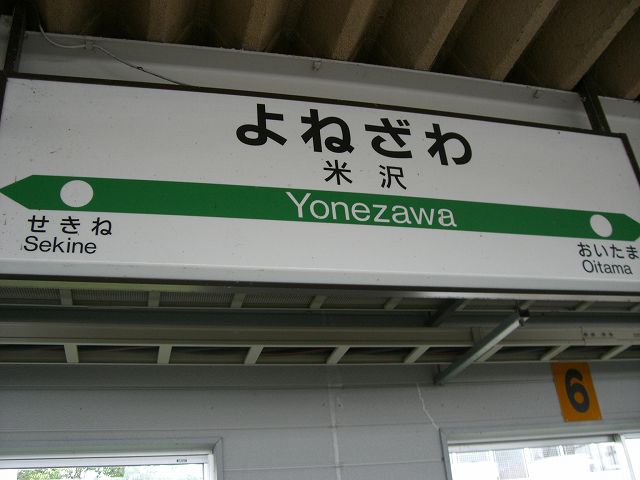 よねざわ
米沢
Yonezawa
せきね
Sekine
おいたま
Oitama
6